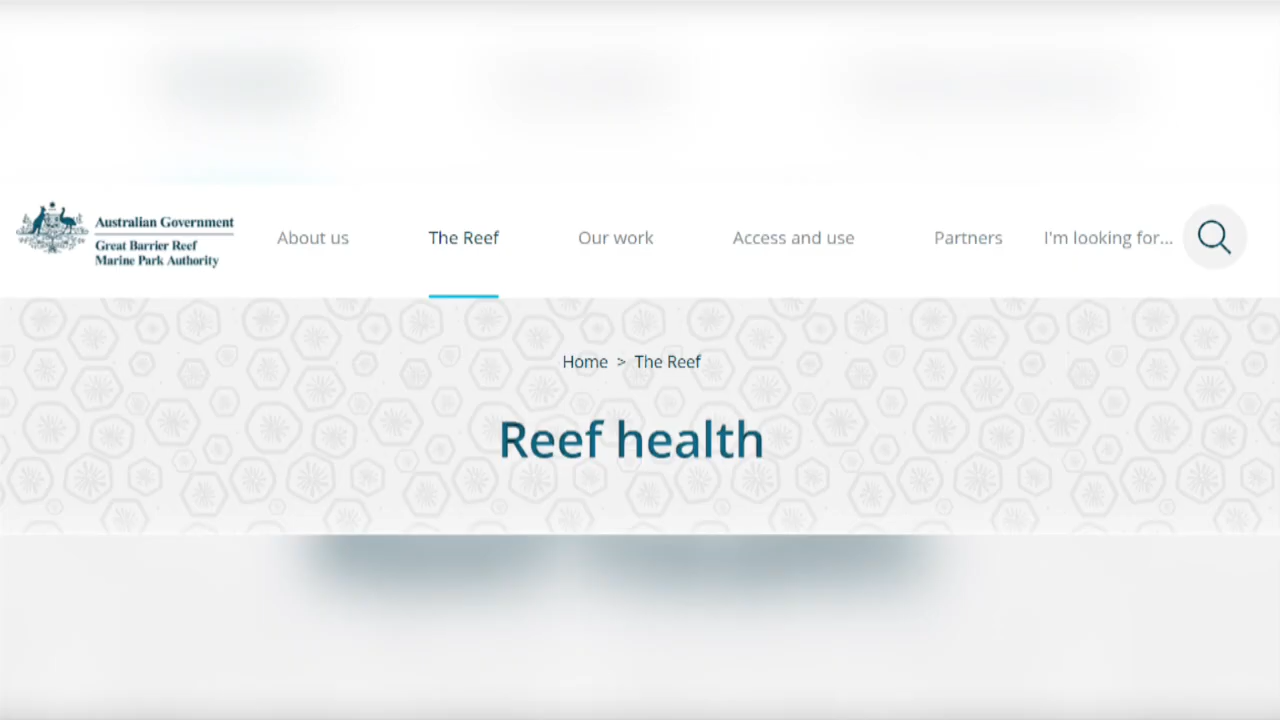 Australian Government
Great Barrier Reef
Marine Park Authority
About us
The Reef
Our work
Access and use
Partners
I'm looking for...
Home > The Reef
Reef health